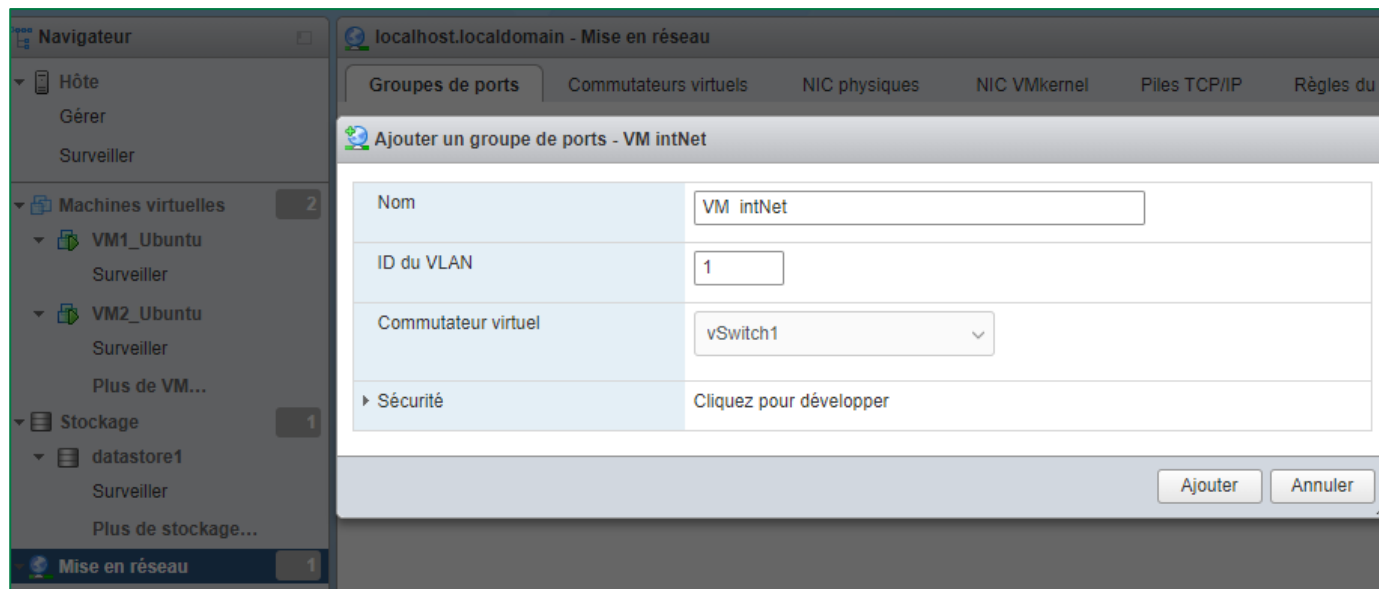 Navigateur
Hôte
Gérer
Surveiller
Machines virtuelles 2
VM1_Ubuntu
Surveiller
VM2_Ubuntu
Surveiller
Plus de VM...
Stockage 1
datastore1
Surveiller
Plus de stockage...
Mise en réseau 1
localhost.localdomain - Mise en réseau
Groupes de ports Commutateurs virtuels NIC physiques NIC VMkernel Piles TCP/IP Règles du
Ajouter un groupe de ports - VM intNet
Nom VM intNet
ID du VLAN 1
Commutateur virtuel vSwitch1
Sécurité Cliquez pour développer
Ajouter Annuler